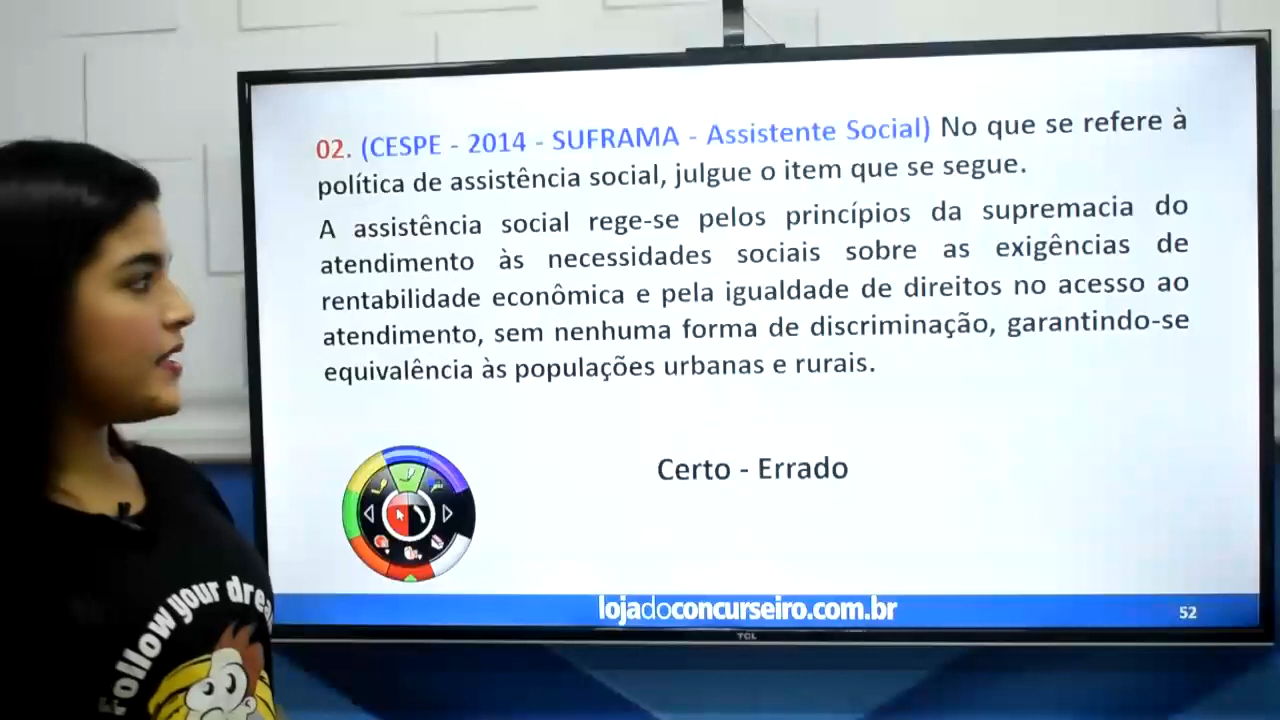 02. (CESPE - 2014 - SUFRAMA - Assistente Social) No que se refere à
política de assistência social, julgue o item que se segue.
A assistência social rege-se pelos princípios da supremacia do
atendimento às necessidades sociais sobre as exigências de
rentabilidade econômica e pela igualdade de direitos no acesso ao
atendimento, sem nenhuma forma de discriminação, garantindo-se
equivalência às populações urbanas e rurais.
Certo - Errado
lojadoconcurseiro.com.br
52
TCL
Follow your